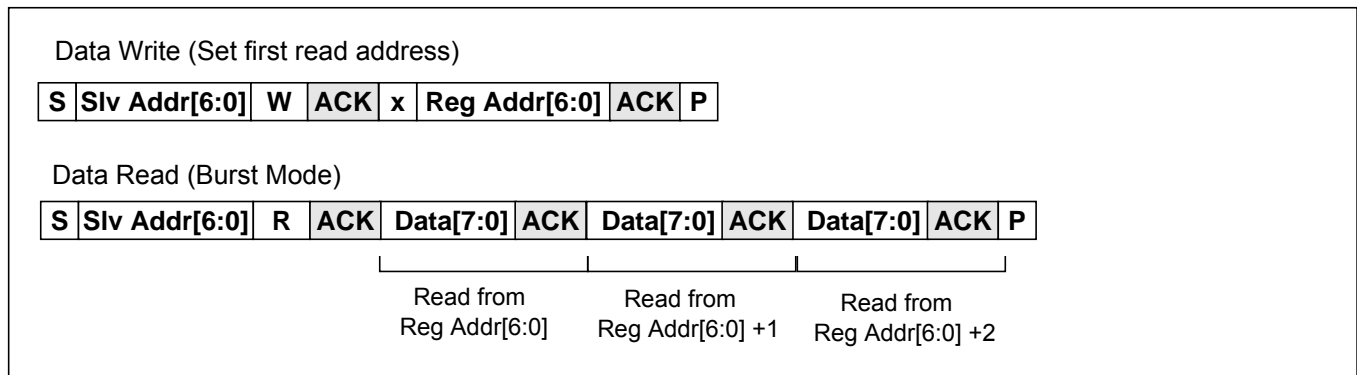 Data Write (Set first read address)
S Slv Addr[6:0] W ACK x Reg Addr[6:0] ACK P
Data Read (Burst Mode)
S Slv Addr[6:0] R ACK Data[7:0] ACK Data[7:0] ACK Data[7:0] ACK P
Read from Read from Read from
Reg Addr[6:0] Reg Addr[6:0] +1 Reg Addr[6:0] +2